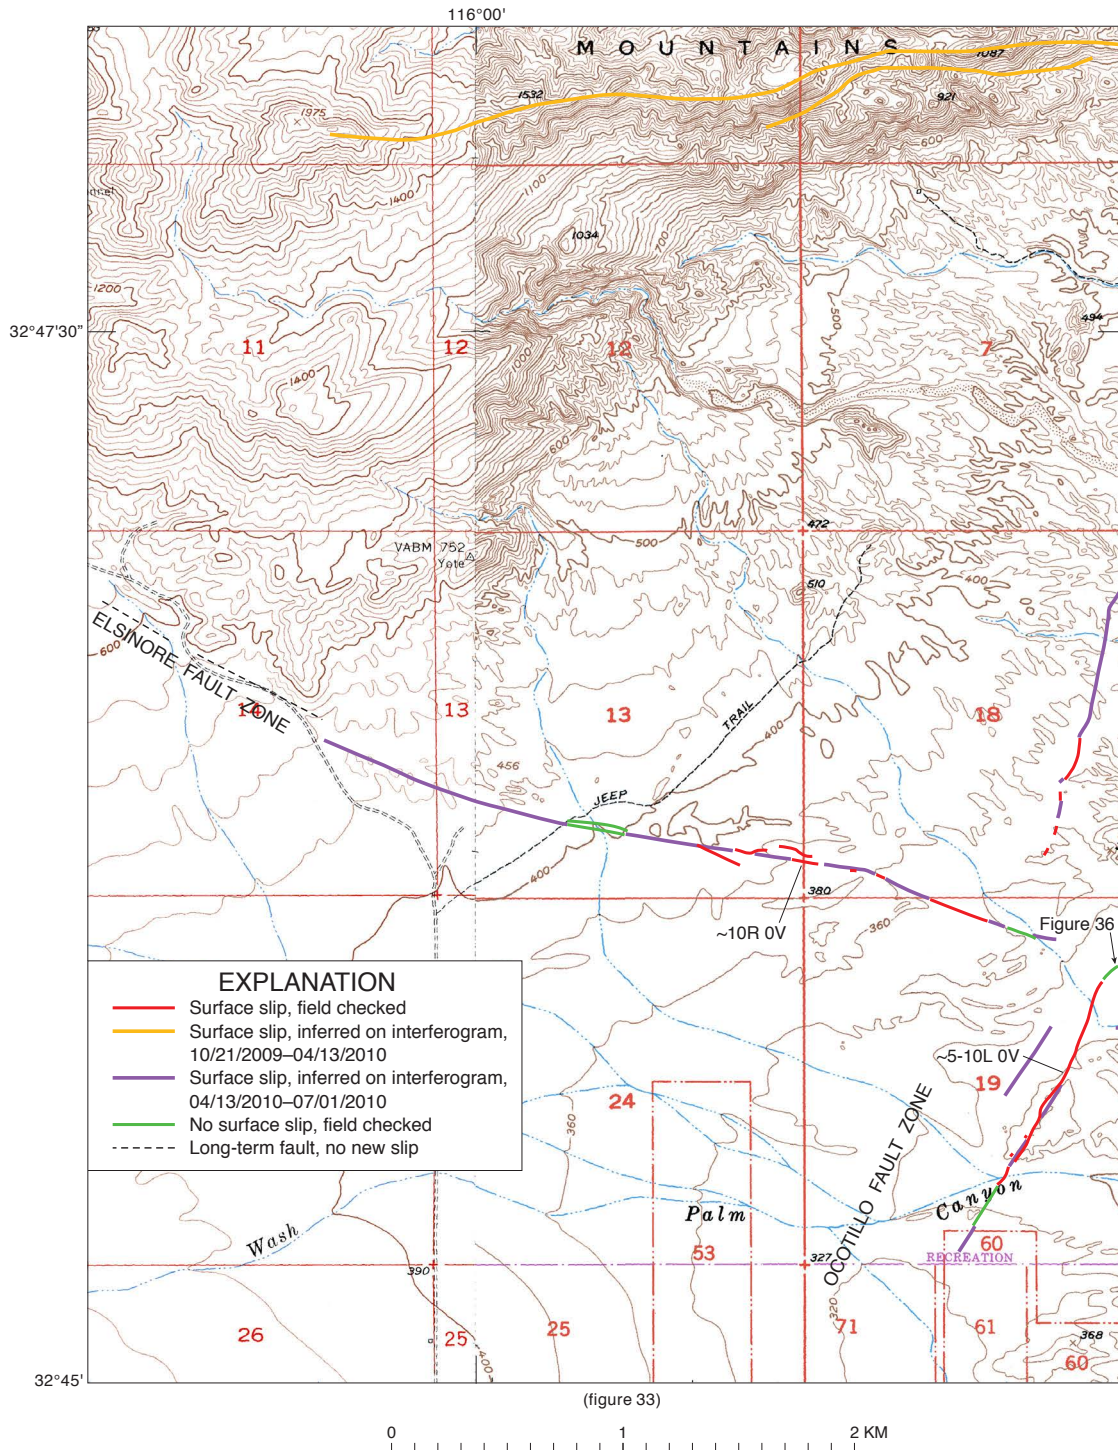 116°00'
MOUNTAINS
1087
1532
200
921
1975
600
1400
1100
1034
700
1200
500
494
32°47'30"
11
12
12
7
1000
1400
600
472
500
VABM 752
Yote
510
400
ELSINORE FAULT ZONE
600
14
13
13
18
TRAIL
400
456
JEEP
400
380
360
~10R 0V
Figure 36
EXPLANATION
Surface slip, field checked
Surface slip, inferred on interferogram,
10/21/2009–04/13/2010
Surface slip, inferred on interferogram,
04/13/2010–07/01/2010
No surface slip, field checked
Long-term fault, no new slip
~5-10L 0V
19
24
360
OCOTILLO FAULT ZONE
Canyon
Palm
Wash
53
60
RECREATION
327
390
320
26
25
25
71
61
368
400
60
32°45'
(figure 33)
0 1 2 KM